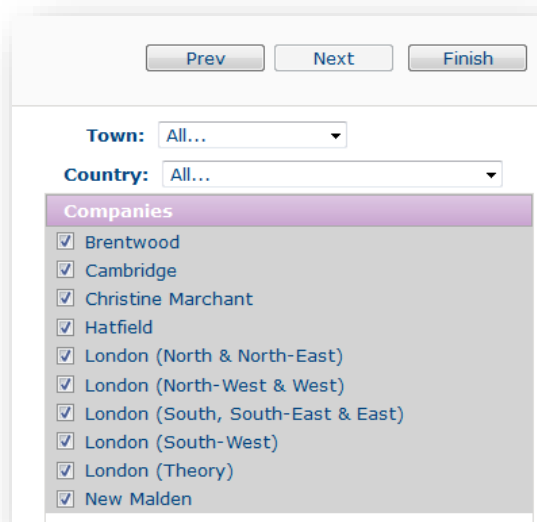 Prev Next Finish
Town: All...
Country: All...
Companies
Brentwood
Cambridge
Christine Marchant
Hatfield
London (North & North-East)
London (North-West & West)
London (South, South-East & East)
London (South-West)
London (Theory)
New Malden